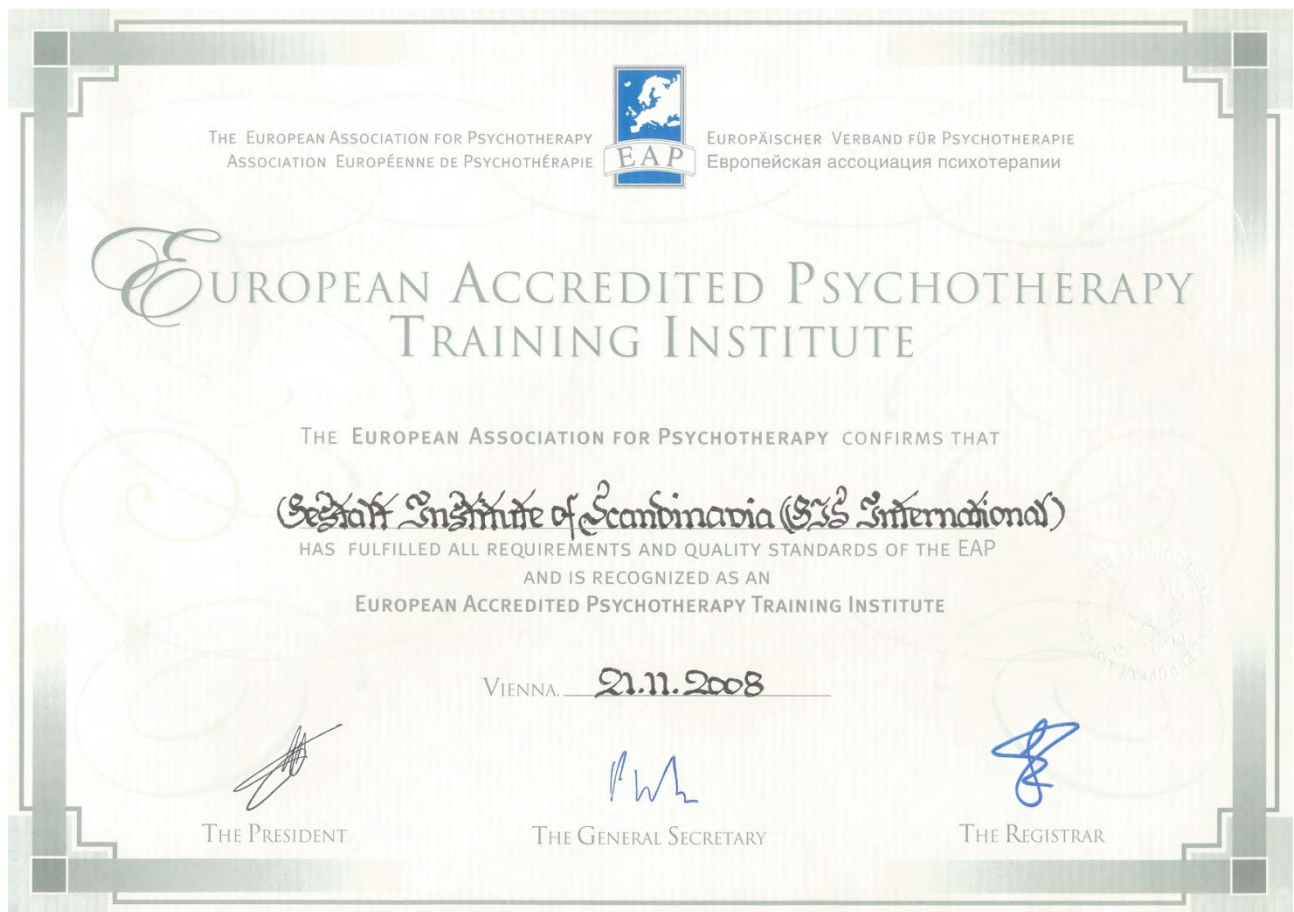 THE EUROPEAN ASSOCIATION FOR PSYCHOTHERAPY
ASSOCIATION EUROPÉENNE DE PSYCHOTHÉRAPIE
EAP
EUROPÄISCHER VERBAND FÜR PSYCHOTHERAPIE
Европейская ассоциация психотерапии
EUROPEAN ACCREDITED PSYCHOTHERAPY
TRAINING INSTITUTE
THE EUROPEAN ASSOCIATION FOR PSYCHOTHERAPY CONFIRMS THAT
Gestalt Institute of Scandinavia (GIS International)
HAS FULFILLED ALL REQUIREMENTS AND QUALITY STANDARDS OF THE EAP
AND IS RECOGNIZED AS AN
EUROPEAN ACCREDITED PSYCHOTHERAPY TRAINING INSTITUTE
VIENNA, 21.11.2008
THE PRESIDENT
THE GENERAL SECRETARY
THE REGISTRAR